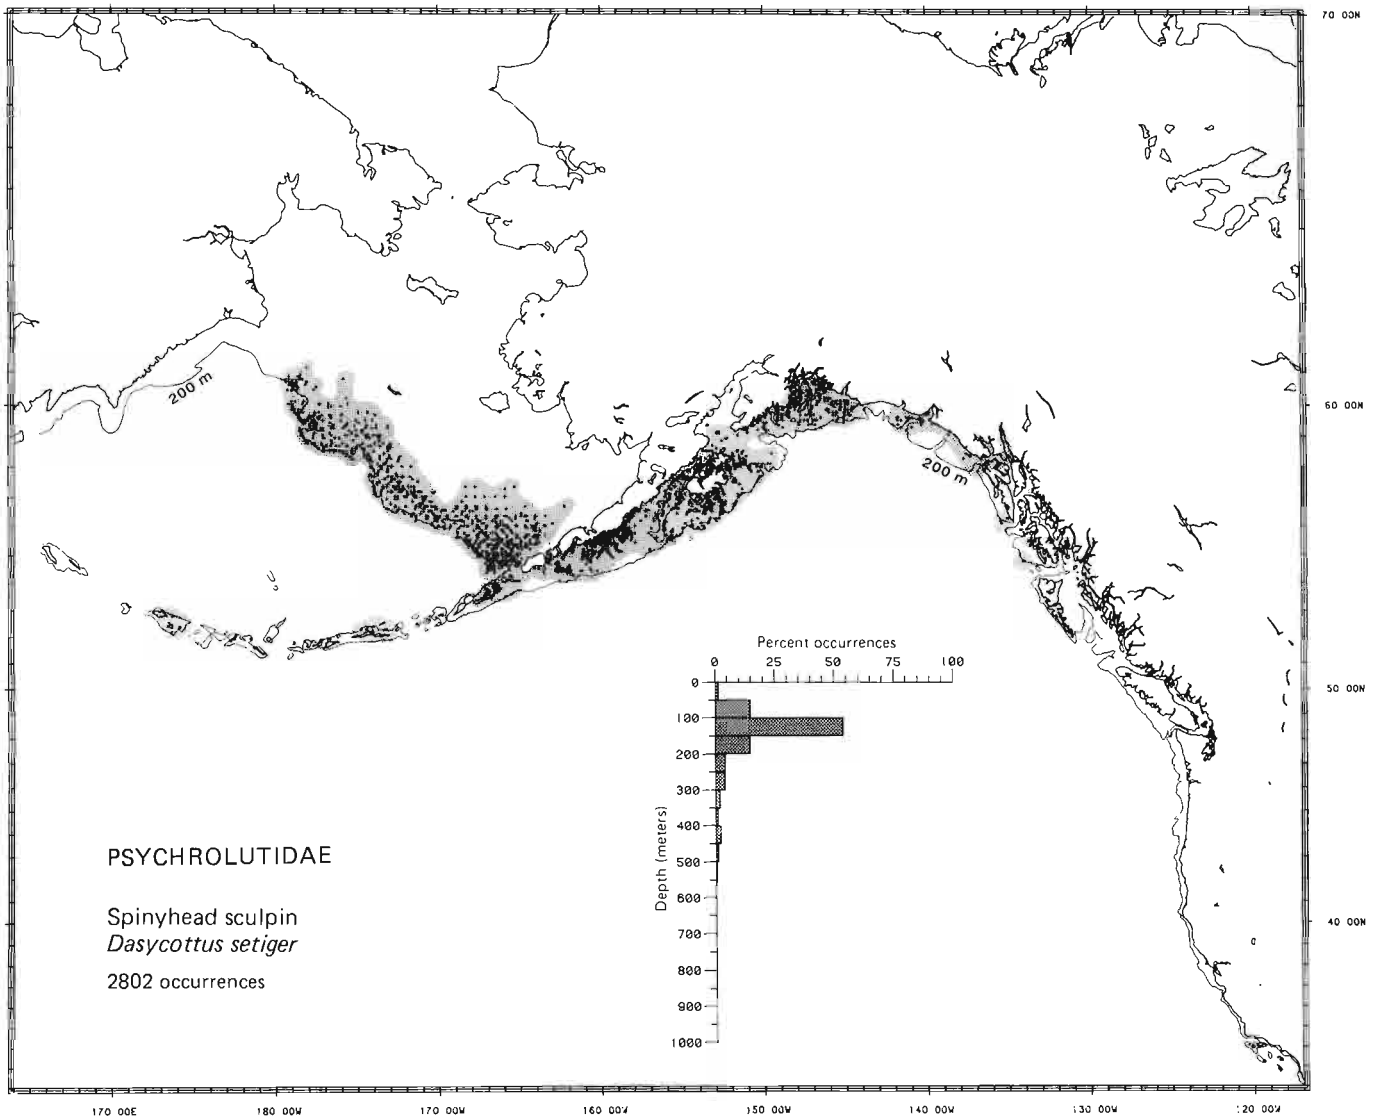 70 00N
200 m
60 00N
200 m
Percent occurrences
0 25 50 75 100
50 00N
0
100
200
300
400
500
600
700
800
900
1000
Depth (meters)
PSYCHROLUTIDAE
Spinyhead sculpin
Dasycottus setiger
2802 occurrences
40 00N
170 00E 180 00W 170 00W 160 00W 150 00W 140 00W 130 00W 120 00W